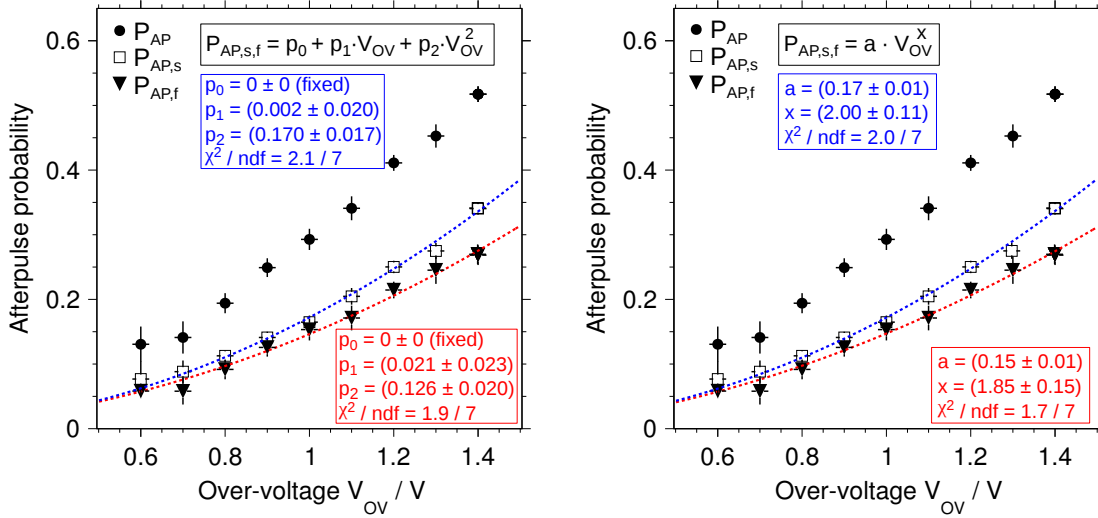 P_AP
P_AP,s
P_AP,f
P_AP,s,f = p_0 + p_1·V_OV + p_2·V_OV^2
p_0 = 0 ± 0 (fixed)
p_1 = (0.002 ± 0.020)
p_2 = (0.170 ± 0.017)
χ^2 / ndf = 2.1 / 7
p_0 = 0 ± 0 (fixed)
p_1 = (0.021 ± 0.023)
p_2 = (0.126 ± 0.020)
χ^2 / ndf = 1.9 / 7
Afterpulse probability
0.6
0.4
0.2
0
0.6 0.8 1 1.2 1.4
Over-voltage V_OV / V
P_AP
P_AP,s
P_AP,f
P_AP,s,f = a · V_OV^x
a = (0.17 ± 0.01)
x = (2.00 ± 0.11)
χ^2 / ndf = 2.0 / 7
a = (0.15 ± 0.01)
x = (1.85 ± 0.15)
χ^2 / ndf = 1.7 / 7
Afterpulse probability
0.6
0.4
0.2
0
0.6 0.8 1 1.2 1.4
Over-voltage V_OV / V